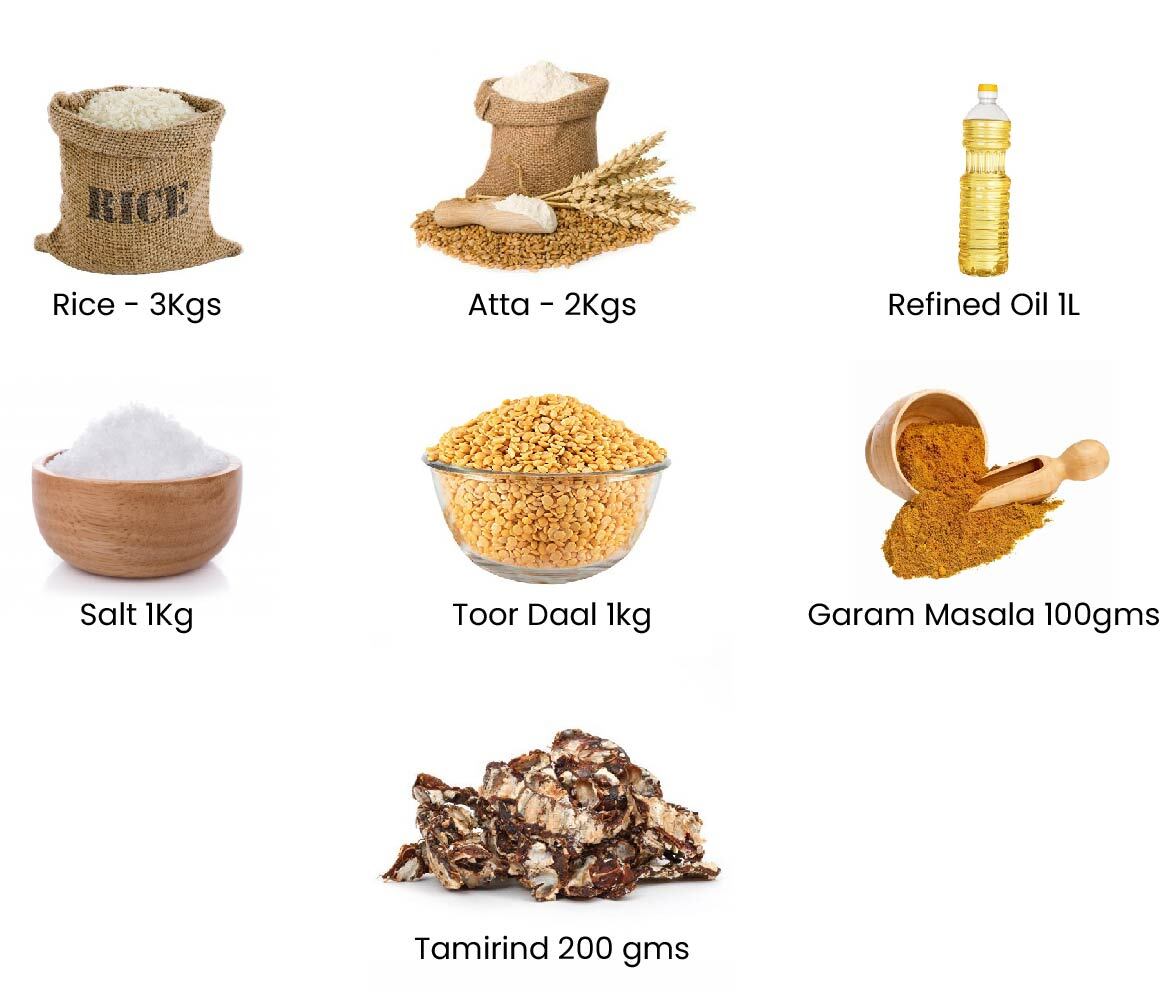 RICE
Rice - 3Kgs
Atta - 2Kgs
Refined Oil 1L
Salt 1Kg
Toor Daal 1kg
Garam Masala 100gms
Tamirind 200 gms